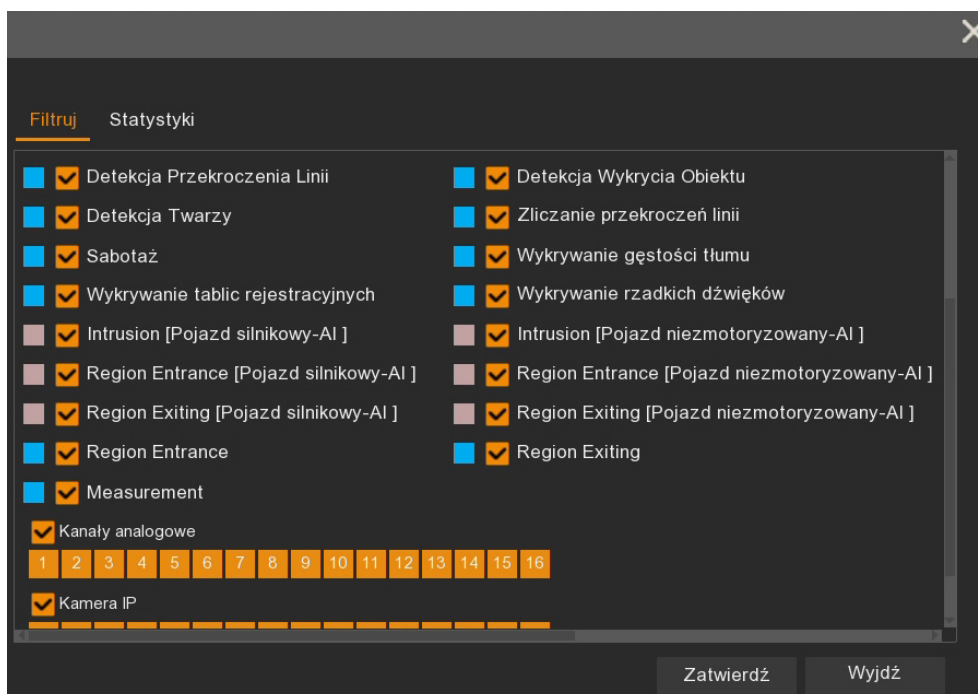 Filtruj Statystyki
Detekcja Przekroczenia Linii Detekcja Wykrycia Obiektu
Detekcja Twarzy Zliczanie przekroczeń linii
Sabotaż Wykrywanie gęstości tłumu
Wykrywanie tablic rejestracyjnych Wykrywanie rzadkich dźwięków
Intrusion [Pojazd silnikowy-AI ] Intrusion [Pojazd niezmotoryzowany-AI ]
Region Entrance [Pojazd silnikowy-AI ] Region Entrance [Pojazd niezmotoryzowany-AI ]
Region Exiting [Pojazd silnikowy-AI ] Region Exiting [Pojazd niezmotoryzowany-AI ]
Region Entrance Region Exiting
Measurement
Kanały analogowe
1 2 3 4 5 6 7 8 9 10 11 12 13 14 15 16
Kamera IP
Zatwierdź Wyjdź